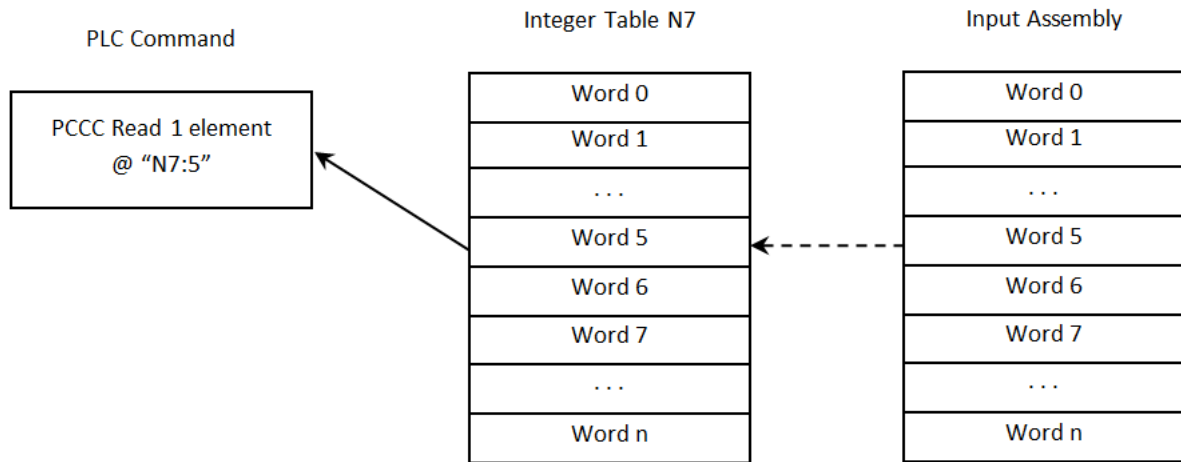 PLC Command
PCCC Read 1 element
@ “N7:5”
Integer Table N7
Word 0
Word 1
. . .
Word 5
Word 6
Word 7
. . .
Word n
Input Assembly
Word 0
Word 1
. . .
Word 5
Word 6
Word 7
. . .
Word n